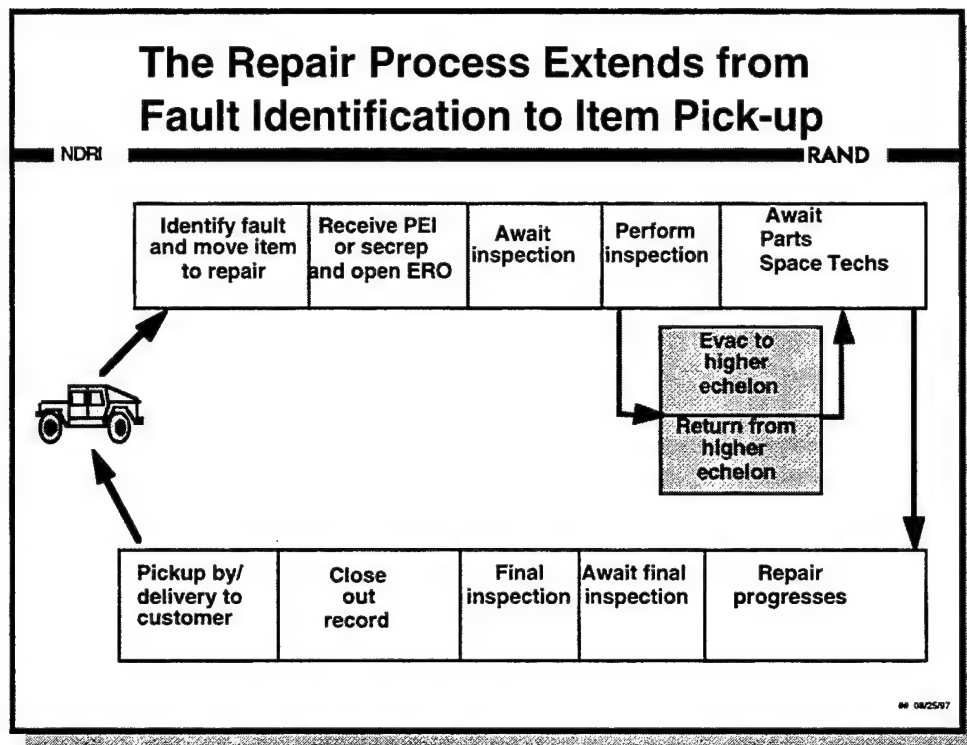 The Repair Process Extends from
Fault Identification to Item Pick-up
NDRI
RAND
Identify fault
and move item
to repair
Receive PEI
or secrep
and open ERO
Await
inspection
Perform
inspection
Await
Parts
Space Techs
Evac to
higher
echelon
Return from
higher
echelon
Pickup by/
delivery to
customer
Close
out
record
Final
inspection
Await final
inspection
Repair
progresses
## 08/25/97